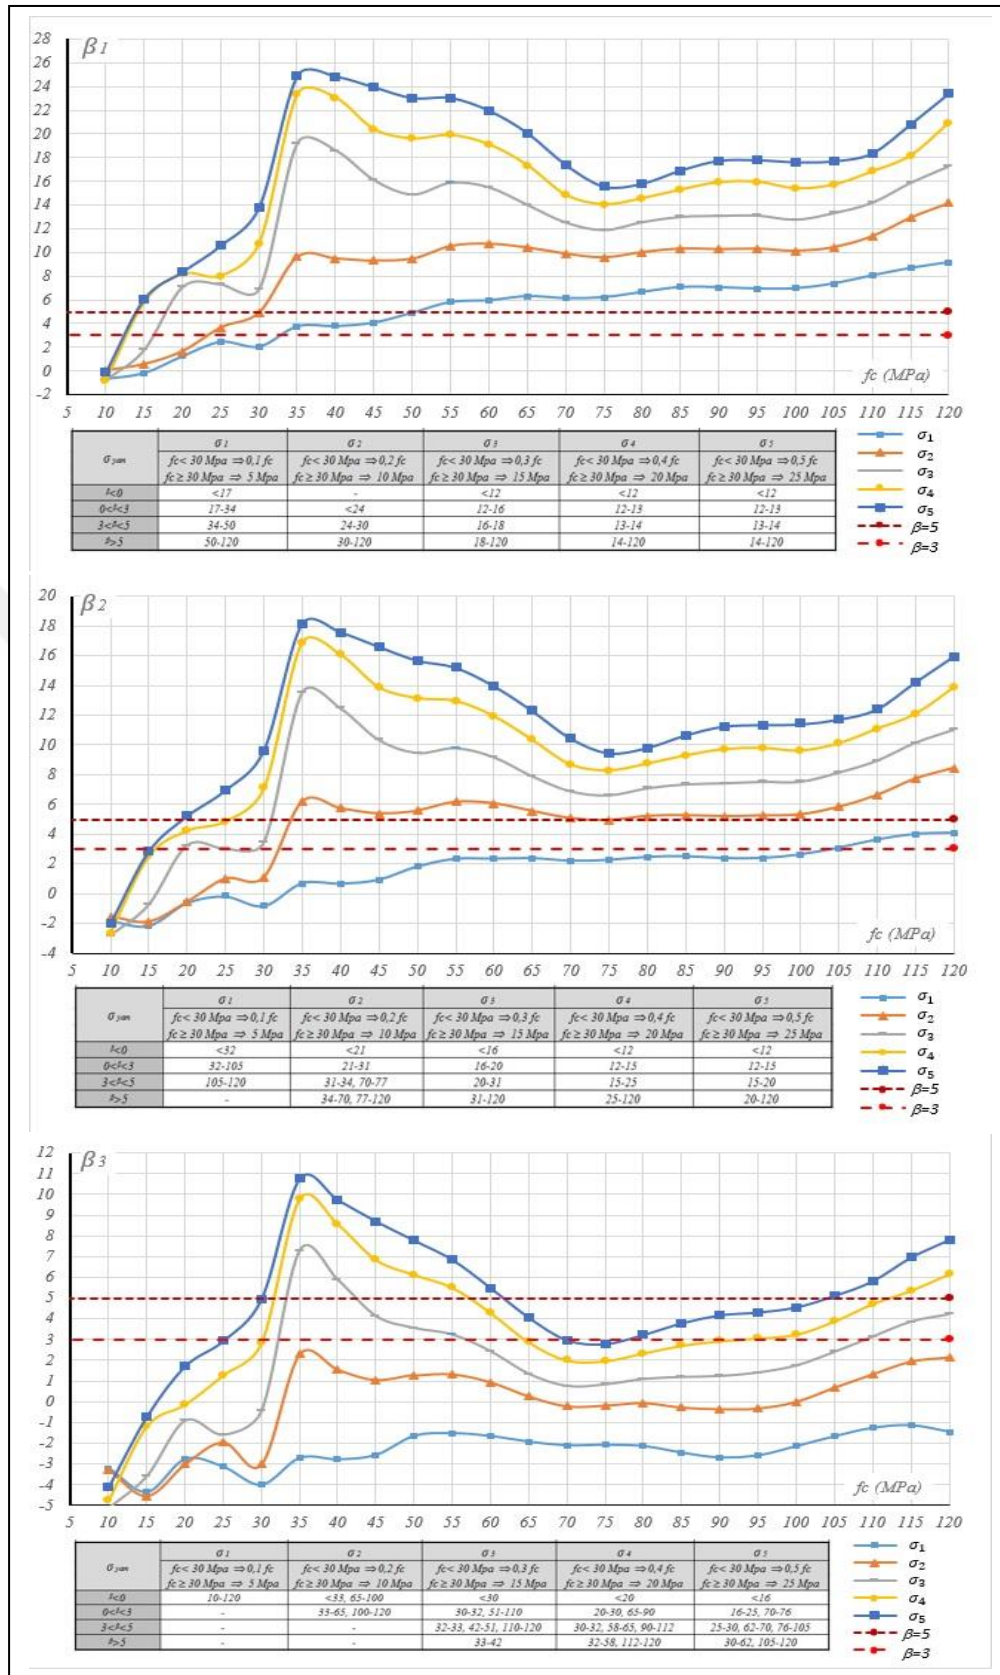 β1
28
26
24
22
20
18
16
14
12
10
8
6
4
2
0
-2
fc (MPa)
5 10 15 20 25 30 35 40 45 50 55 60 65 70 75 80 85 90 95 100 105 110 115 120
σyan σ1 σ2 σ3 σ4 σ5
fc< 30 Mpa ⇒0,1 fc fc< 30 Mpa ⇒0,2 fc fc< 30 Mpa ⇒0,3 fc fc< 30 Mpa ⇒0,4 fc fc< 30 Mpa ⇒0,5 fc
fc≥ 30 Mpa ⇒ 5 Mpa fc≥ 30 Mpa ⇒ 10 Mpa fc≥ 30 Mpa ⇒ 15 Mpa fc≥ 30 Mpa ⇒ 20 Mpa fc≥ 30 Mpa ⇒ 25 Mpa
β<0 <17 - <12 <12 <12
0<β<3 17-34 <24 12-16 12-13 12-13
3<β<5 34-50 24-30 16-18 13-14 13-14
β>5 50-120 30-120 18-120 14-120 14-120
σ1
σ2
σ3
σ4
σ5
β=5
β=3
β2
20
18
16
14
12
10
8
6
4
2
0
-2
-4
fc (MPa)
5 10 15 20 25 30 35 40 45 50 55 60 65 70 75 80 85 90 95 100 105 110 115 120
σyan σ1 σ2 σ3 σ4 σ5
fc< 30 Mpa ⇒0,1 fc fc< 30 Mpa ⇒0,2 fc fc< 30 Mpa ⇒0,3 fc fc< 30 Mpa ⇒0,4 fc fc< 30 Mpa ⇒0,5 fc
fc≥ 30 Mpa ⇒ 5 Mpa fc≥ 30 Mpa ⇒ 10 Mpa fc≥ 30 Mpa ⇒ 15 Mpa fc≥ 30 Mpa ⇒ 20 Mpa fc≥ 30 Mpa ⇒ 25 Mpa
β<0 <32 <21 <16 <12 <12
0<β<3 32-105 21-31 16-20 12-15 12-15
3<β<5 105-120 31-34, 70-77 20-31 15-25 15-20
β>5 - 34-70, 77-120 31-120 25-120 20-120
σ1
σ2
σ3
σ4
σ5
β=5
β=3
β3
12
11
10
9
8
7
6
5
4
3
2
1
0
-1
-2
-3
-4
-5
fc (MPa)
5 10 15 20 25 30 35 40 45 50 55 60 65 70 75 80 85 90 95 100 105 110 115 120
σyan σ1 σ2 σ3 σ4 σ5
fc< 30 Mpa ⇒0,1 fc fc< 30 Mpa ⇒0,2 fc fc< 30 Mpa ⇒0,3 fc fc< 30 Mpa ⇒0,4 fc fc< 30 Mpa ⇒0,5 fc
fc≥ 30 Mpa ⇒ 5 Mpa fc≥ 30 Mpa ⇒ 10 Mpa fc≥ 30 Mpa ⇒ 15 Mpa fc≥ 30 Mpa ⇒ 20 Mpa fc≥ 30 Mpa ⇒ 25 Mpa
β<0 10-120 <33, 65-100 <30 <20 <16
0<β<3 - 33-65, 100-120 30-32, 51-110 20-30, 65-90 16-25, 70-76
3<β<5 - - 32-33, 42-51, 110-120 30-32, 58-65, 90-112 25-30, 62-70, 76-105
β>5 - - 33-42 32-58, 112-120 30-62, 105-120
σ1
σ2
σ3
σ4
σ5
β=5
β=3